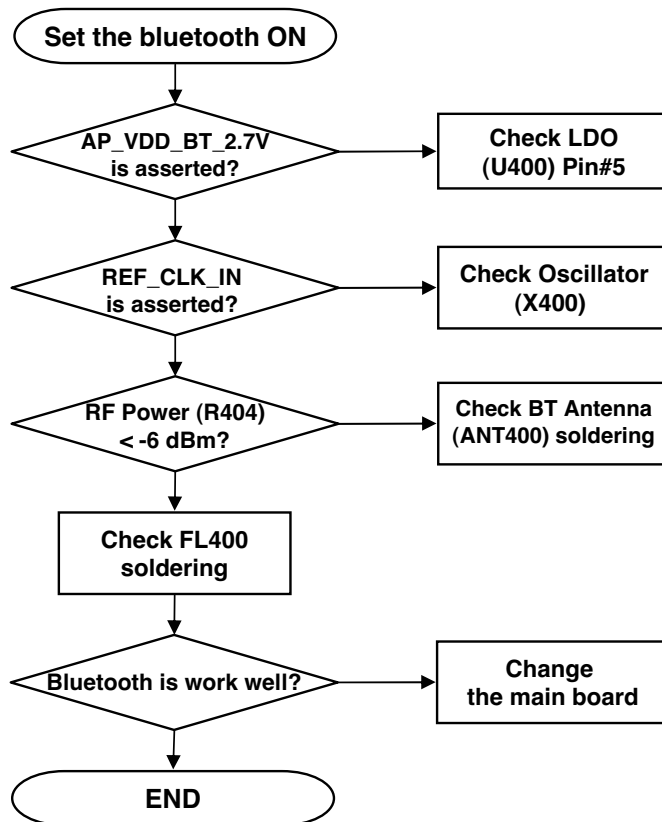 Set the bluetooth ON
AP_VDD_BT_2.7V
is asserted?
Check LDO
(U400) Pin#5
REF_CLK_IN
is asserted?
Check Oscillator
(X400)
RF Power (R404)
< -6 dBm?
Check BT Antenna
(ANT400) soldering
Check FL400
soldering
Bluetooth is work well?
Change
the main board
END